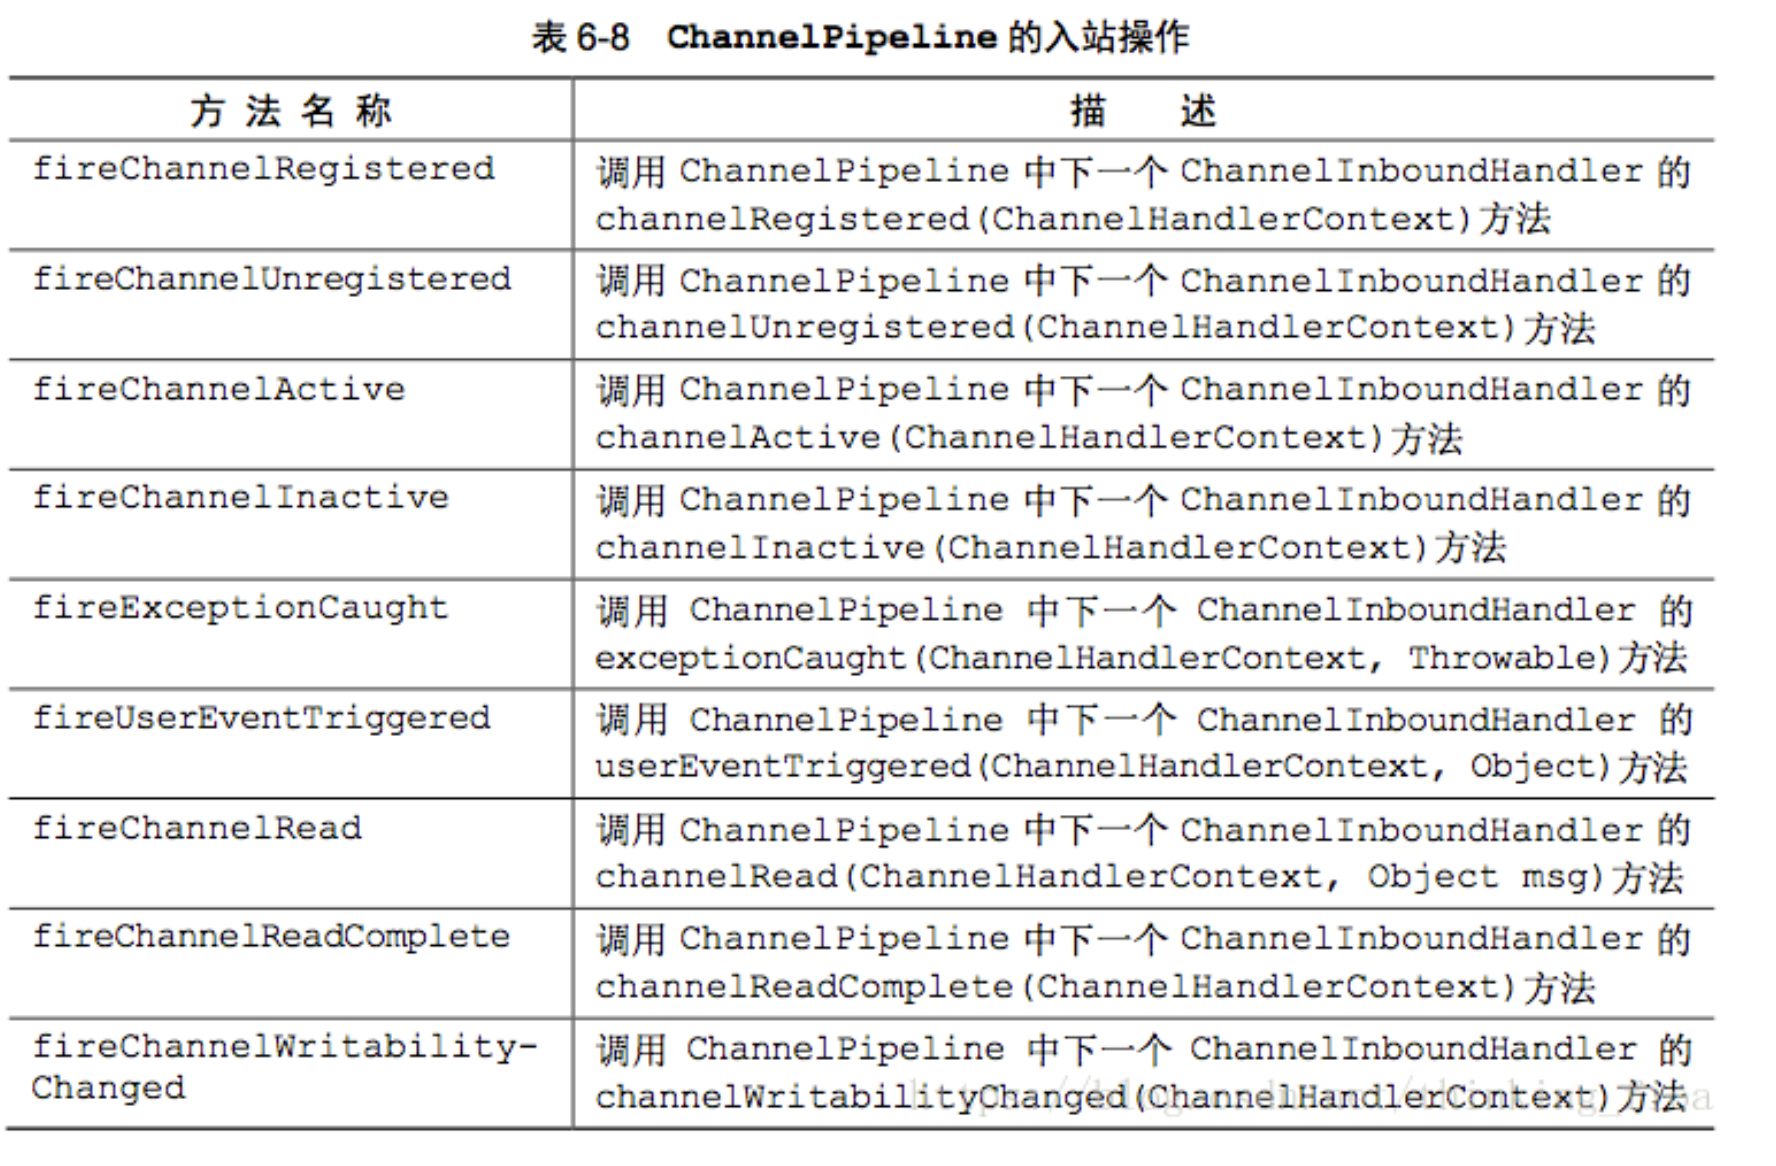 表 6-8 ChannelPipeline 的入站操作
方 法 名 称
描 述
fireChannelRegistered
调用 ChannelPipeline 中下一个 ChannelInboundHandler 的
channelRegistered(ChannelHandlerContext)方法
fireChannelUnregistered
调用 ChannelPipeline 中下一个 ChannelInboundHandler 的
channelUnregistered(ChannelHandlerContext)方法
fireChannelActive
调用 ChannelPipeline 中下一个 ChannelInboundHandler 的
channelActive(ChannelHandlerContext)方法
fireChannelInactive
调用 ChannelPipeline 中下一个 ChannelInboundHandler 的
channelInactive(ChannelHandlerContext)方法
fireExceptionCaught
调用 ChannelPipeline 中下一个 ChannelInboundHandler 的
exceptionCaught(ChannelHandlerContext, Throwable)方法
fireUserEventTriggered
调用 ChannelPipeline 中下一个 ChannelInboundHandler 的
userEventTriggered(ChannelHandlerContext, Object)方法
fireChannelRead
调用 ChannelPipeline 中下一个 ChannelInboundHandler 的
channelRead(ChannelHandlerContext, Object msg)方法
fireChannelReadComplete
调用 ChannelPipeline 中下一个 ChannelInboundHandler 的
channelReadComplete(ChannelHandlerContext)方法
fireChannelWritability-
Changed
调用 ChannelPipeline 中下一个 ChannelInboundHandler 的
channelWritabilityChanged(ChannelHandlerContext)方法